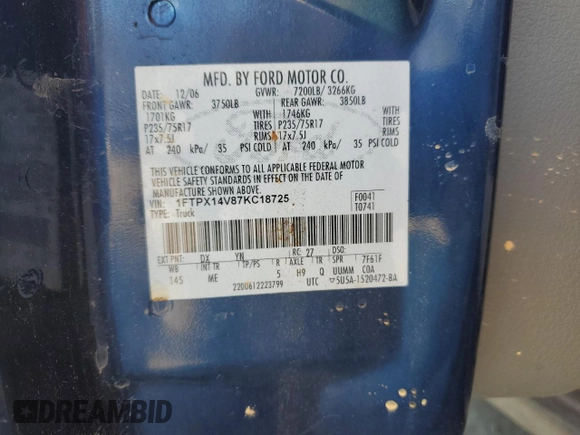 MFD. BY FORD MOTOR CO.
DATE: 12/06 GVWR: 7200LB/ 3266KG
FRONT GAWR: 3750LB REAR GAWR: 3850LB
1701KG WITH 1746KG WITH
P235/75R17 TIRES P235/75R17 TIRES
17x7.5J RIMS 17x7.5J RIMS
AT 240 kPa/ 35 PSI COLD AT 240 kPa/ 35 PSI COLD
THIS VEHICLE CONFORMS TO ALL APPLICABLE FEDERAL MOTOR
VEHICLE SAFETY STANDARDS IN EFFECT ON THE DATE OF
MANUFACTURE SHOWN ABOVE.
VIN: 1FTPX14V87KC18725 F0041
TYPE: Truck T0741
EXT PNT: DX YN RC: 27 DSO:
WB INT TR TP/PS R AXLE TR SPR 7F61F
145 ME 5 H9 Q UUMM COA
2200612223799 UTC 5U5A-1520472-BA
DREAMBID